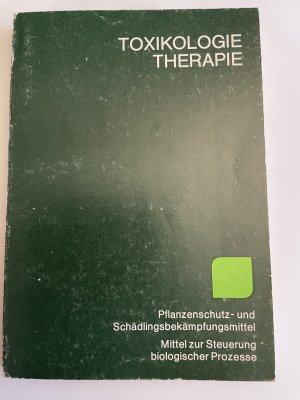 TOXIKOLOGIE
THERAPIE
Pflanzenschutz- und
Schädlingsbekämpfungsmittel
Mittel zur Steuerung
biologischer Prozesse